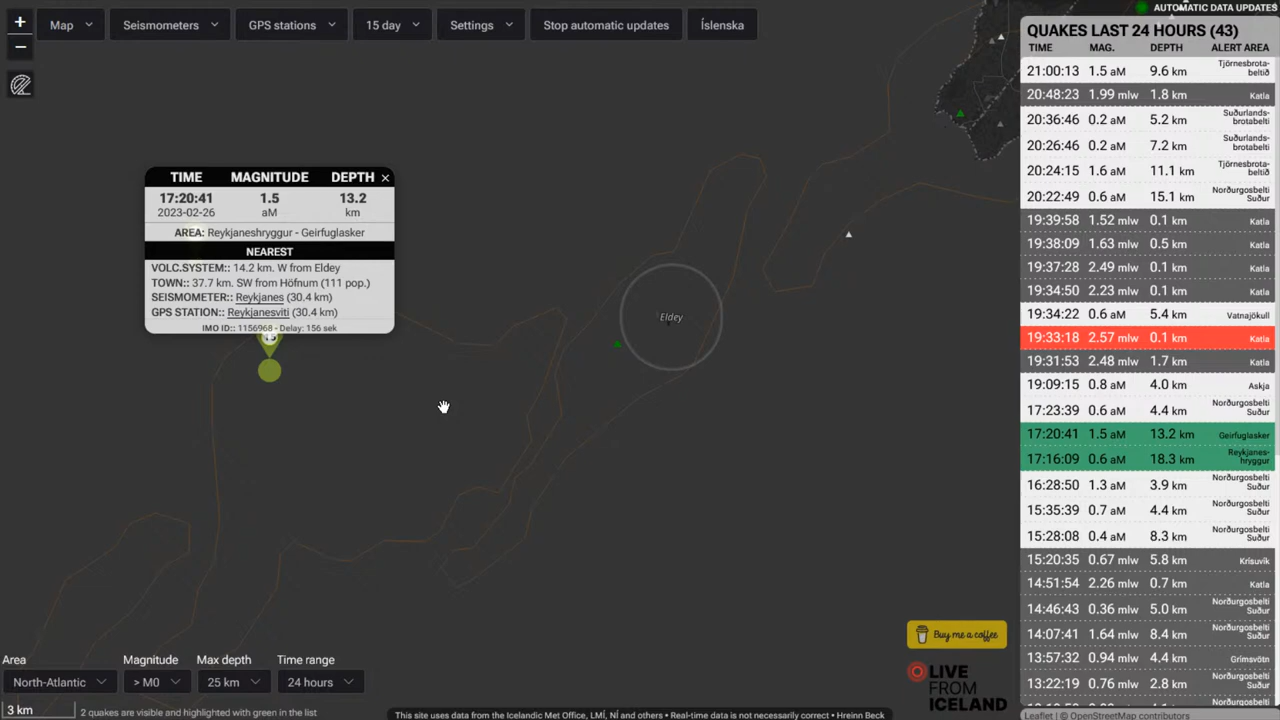 +
−
Map
Seismometers
GPS stations
15 day
Settings
Stop automatic updates
Íslenska
AUTOMATIC DATA UPDATES
QUAKES LAST 24 HOURS (43)
TIME MAG. DEPTH ALERT AREA
21:00:13 1.5 aM 9.6 km Tjörnesbrota-
beltið
20:48:23 1.99 mlw 1.8 km Katla
20:36:46 0.2 aM 5.2 km Suðurlands-
brotabelti
20:26:46 0.2 aM 7.2 km Suðurlands-
brotabelti
20:24:15 1.6 aM 11.1 km Tjörnesbrota-
beltið
20:22:49 0.6 aM 15.1 km Norðurgosbelti
Suður
19:39:58 1.52 mlw 0.1 km Katla
19:38:09 1.63 mlw 0.5 km Katla
19:37:28 2.49 mlw 0.1 km Katla
19:34:50 2.23 mlw 0.1 km Katla
19:34:22 0.6 aM 5.4 km Vatnajökull
19:33:18 2.57 mlw 0.1 km Katla
19:31:53 2.48 mlw 1.7 km Katla
19:09:15 0.8 aM 4.0 km Askja
17:23:39 0.6 aM 4.4 km Norðurgosbelti
Suður
17:20:41 1.5 aM 13.2 km Geirfuglasker
17:16:09 0.6 aM 18.3 km Reykjanes-
hryggur
16:28:50 1.3 aM 3.9 km Norðurgosbelti
Suður
15:35:39 0.7 aM 4.4 km Norðurgosbelti
Suður
15:28:08 0.4 aM 8.3 km Norðurgosbelti
Suður
15:20:35 0.67 mlw 5.8 km Krísuvík
14:51:54 2.26 mlw 0.7 km Katla
14:46:43 0.36 mlw 5.0 km Norðurgosbelti
Suður
14:07:41 1.64 mlw 8.4 km Norðurgosbelti
Suður
13:57:32 0.94 mlw 4.4 km Grímsvötn
13:22:19 0.76 mlw 2.8 km Norðurgosbelti
Suður
TIME MAGNITUDE DEPTH ×
17:20:41 1.5 13.2
2023-02-26 aM km
AREA: Reykjaneshryggur - Geirfuglasker
NEAREST
VOLC.SYSTEM:: 14.2 km. W from Eldey
TOWN:: 37.7 km. SW from Höfnum (111 pop.)
SEISMOMETER:: Reykjanes (30.4 km)
GPS STATION:: Reykjanesviti (30.4 km)
IMO ID:: 1156968 - Delay: 156 sek
Eldey
Buy me a coffee
LIVE
FROM
ICELAND
Area Magnitude Max depth Time range
North-Atlantic > M0 25 km 24 hours
3 km
2 quakes are visible and highlighted with green in the list
This site uses data from the Icelandic Met Office, LMÍ, NÍ and others • Real-time data is not necessarily correct • Hreinn Beck
Leaflet | © OpenStreetMap contributors